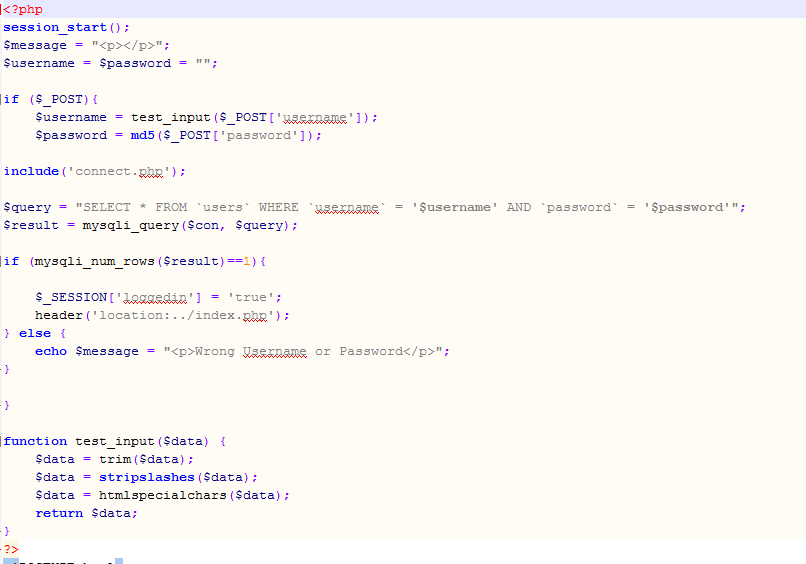 <?php
session_start();
$message = "<p></p>";
$username = $password = "";
if ($_POST){
$username = test_input($_POST['username']);
$password = md5($_POST['password']);
include('connect.php');
$query = "SELECT * FROM `users` WHERE `username` = '$username' AND `password` = '$password'";
$result = mysqli_query($con, $query);
if (mysqli_num_rows($result)==1){
$_SESSION['loggedin'] = 'true';
header('location:../index.php');
} else {
echo $message = "<p>Wrong Username or Password</p>";
}
}
function test_input($data) {
$data = trim($data);
$data = stripslashes($data);
$data = htmlspecialchars($data);
return $data;
}
?>